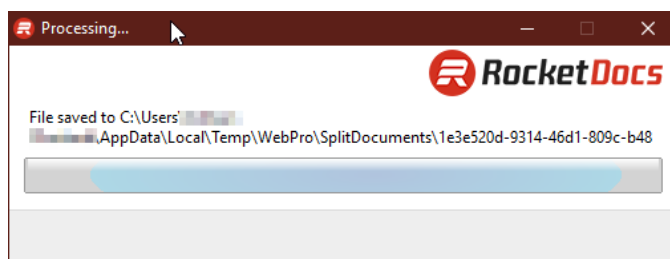 Processing...
RocketDocs
File saved to C:\Users\
\AppData\Local\Temp\WebPro\SplitDocuments\1e3e520d-9314-46d1-809c-b48